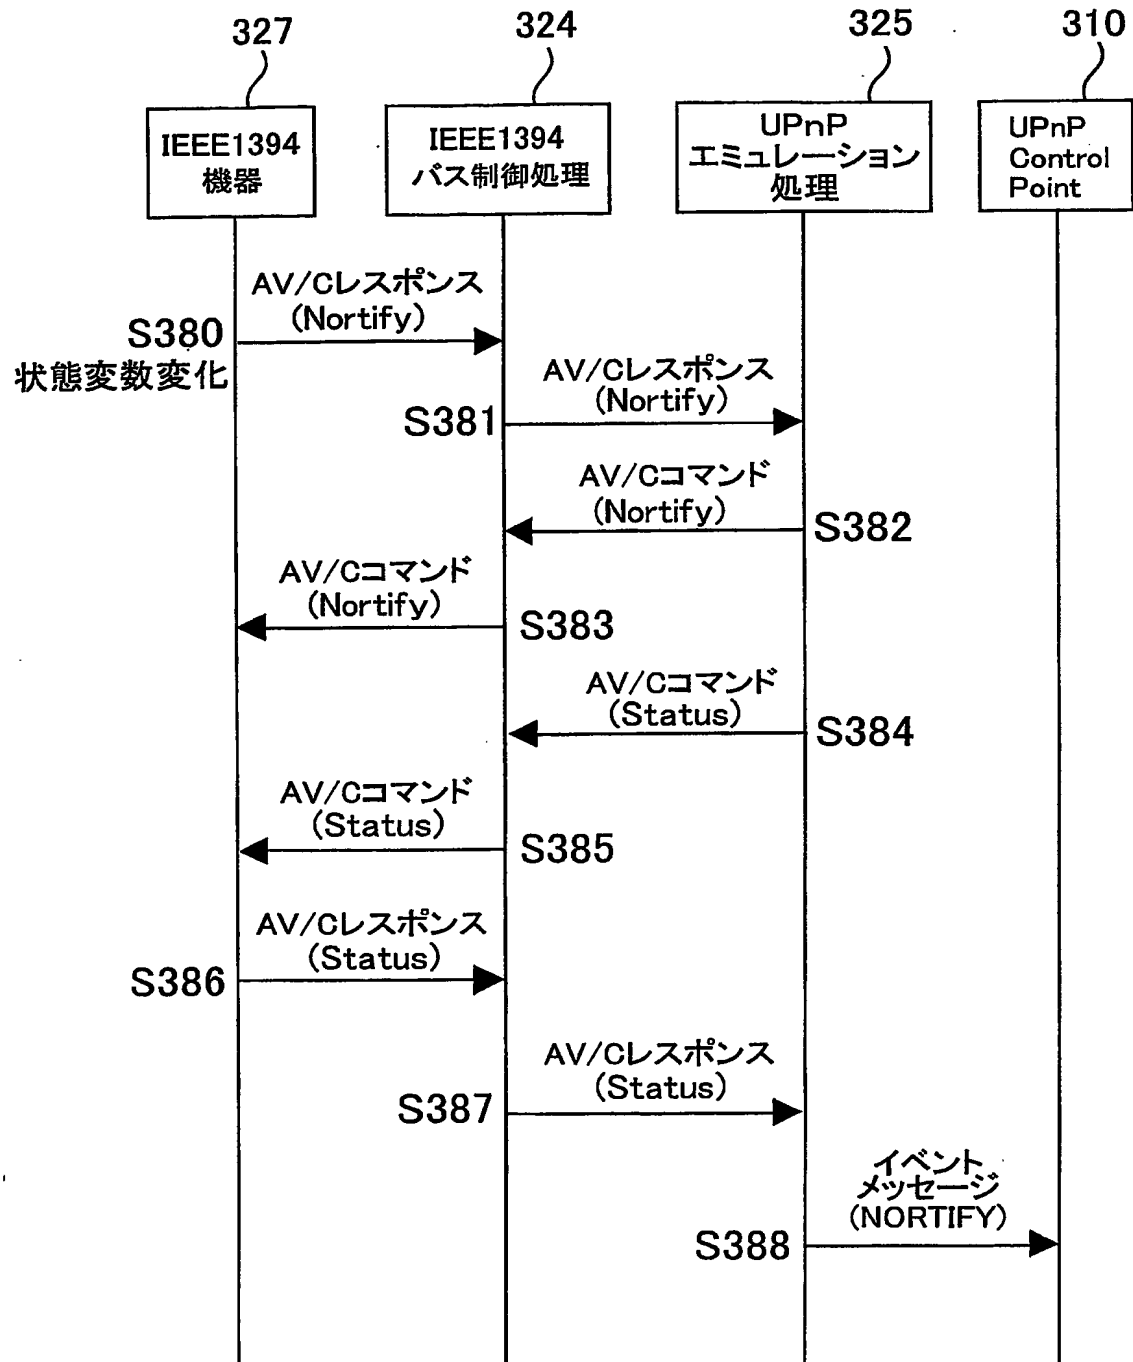 327
324
325
310
IEEE1394
機器
IEEE1394
バス制御処理
UPnP
エミュレーション
処理
UPnP
Control
Point
AV/Cレスポンス
(Nortify)
S380
状態変数変化
AV/Cレスポンス
(Nortify)
S381
AV/Cコマンド
(Nortify)
S382
AV/Cコマンド
(Nortify)
S383
AV/Cコマンド
(Status)
S384
AV/Cコマンド
(Status)
S385
AV/Cレスポンス
(Status)
S386
AV/Cレスポンス
(Status)
S387
イベント
メッセージ
(NORTIFY)
S388